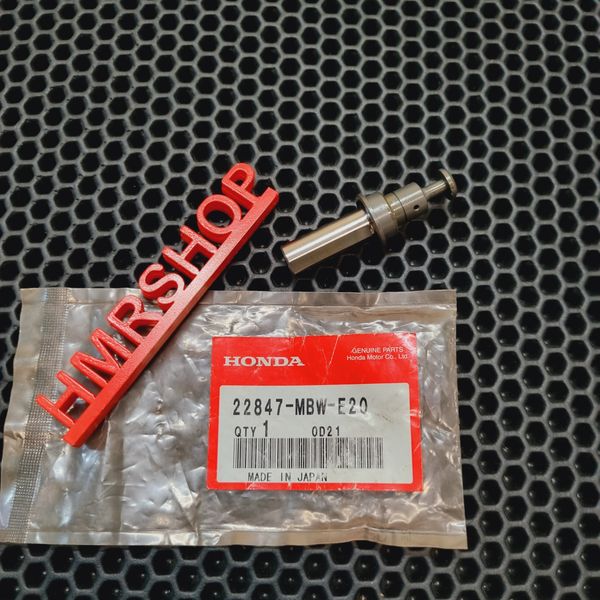 HMRSHOP
GENUINE PARTS
HONDA Honda Motor Co., Ltd.
22847-MBW-E20
QTY 1 0D21
MADE IN JAPAN